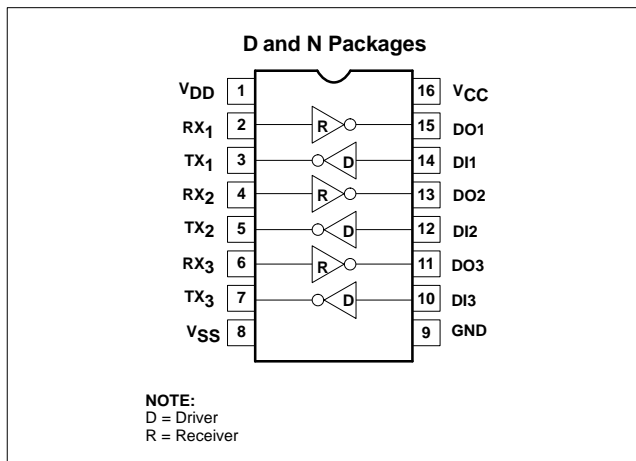 D and N Packages
VDD 1 16 VCC
RX1 2 R 15 DO1
TX1 3 D 14 DI1
RX2 4 R 13 DO2
TX2 5 D 12 DI2
RX3 6 R 11 DO3
TX3 7 D 10 DI3
VSS 8 9 GND
NOTE:
D = Driver
R = Receiver